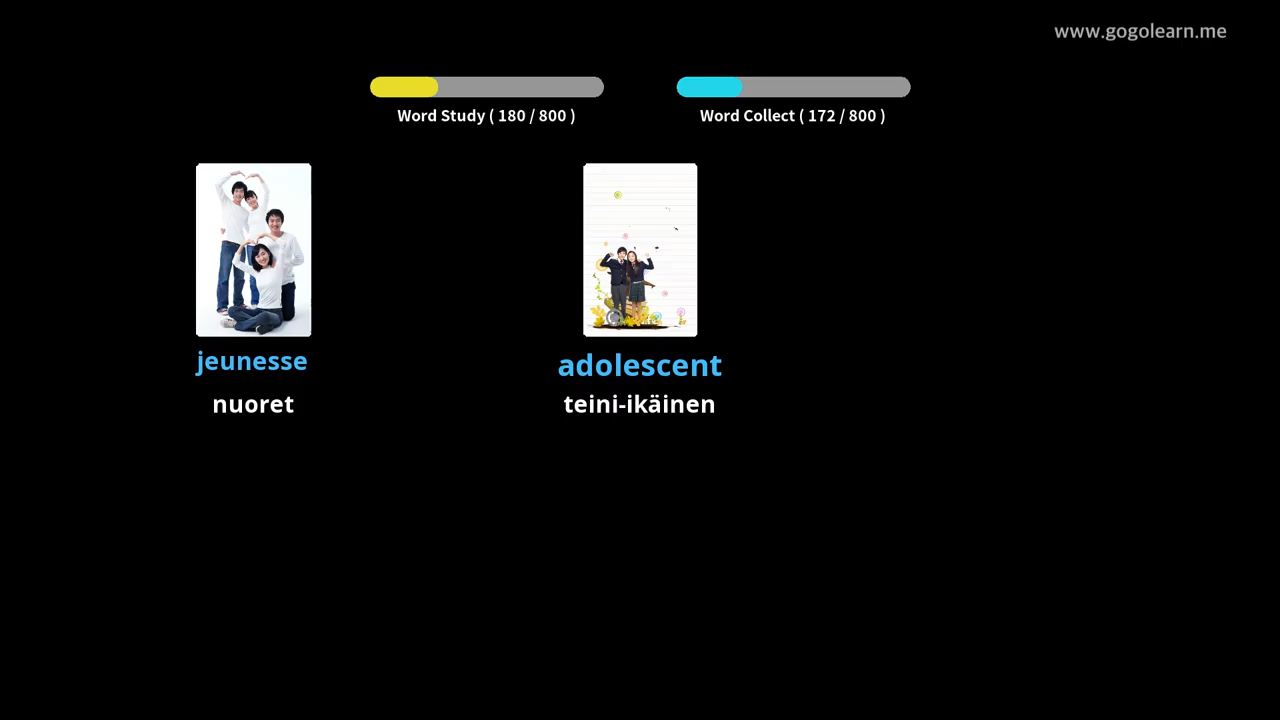 www.gogolearn.me
Word Study ( 180 / 800 )
Word Collect ( 172 / 800 )
jeunesse
adolescent
nuoret
teini-ikäinen